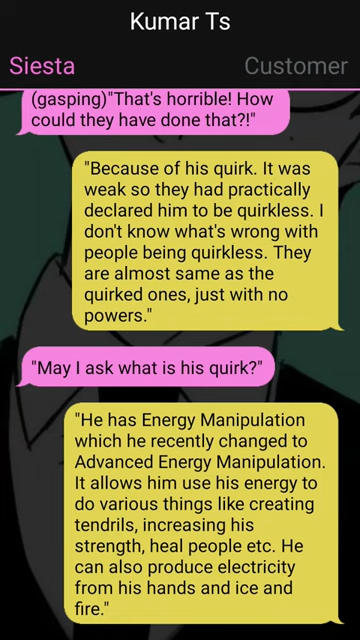 Kumar Ts
Siesta
Customer
(gasping)"That's horrible! How
could they have done that?!"
"Because of his quirk. It was
weak so they had practically
declared him to be quirkless. I
don't know what's wrong with
people being quirkless. They
are almost same as the
quirked ones, just with no
powers."
"May I ask what is his quirk?"
"He has Energy Manipulation
which he recently changed to
Advanced Energy Manipulation.
It allows him use his energy to
do various things like creating
tendrils, increasing his
strength, heal people etc. He
can also produce electricity
from his hands and ice and
fire."